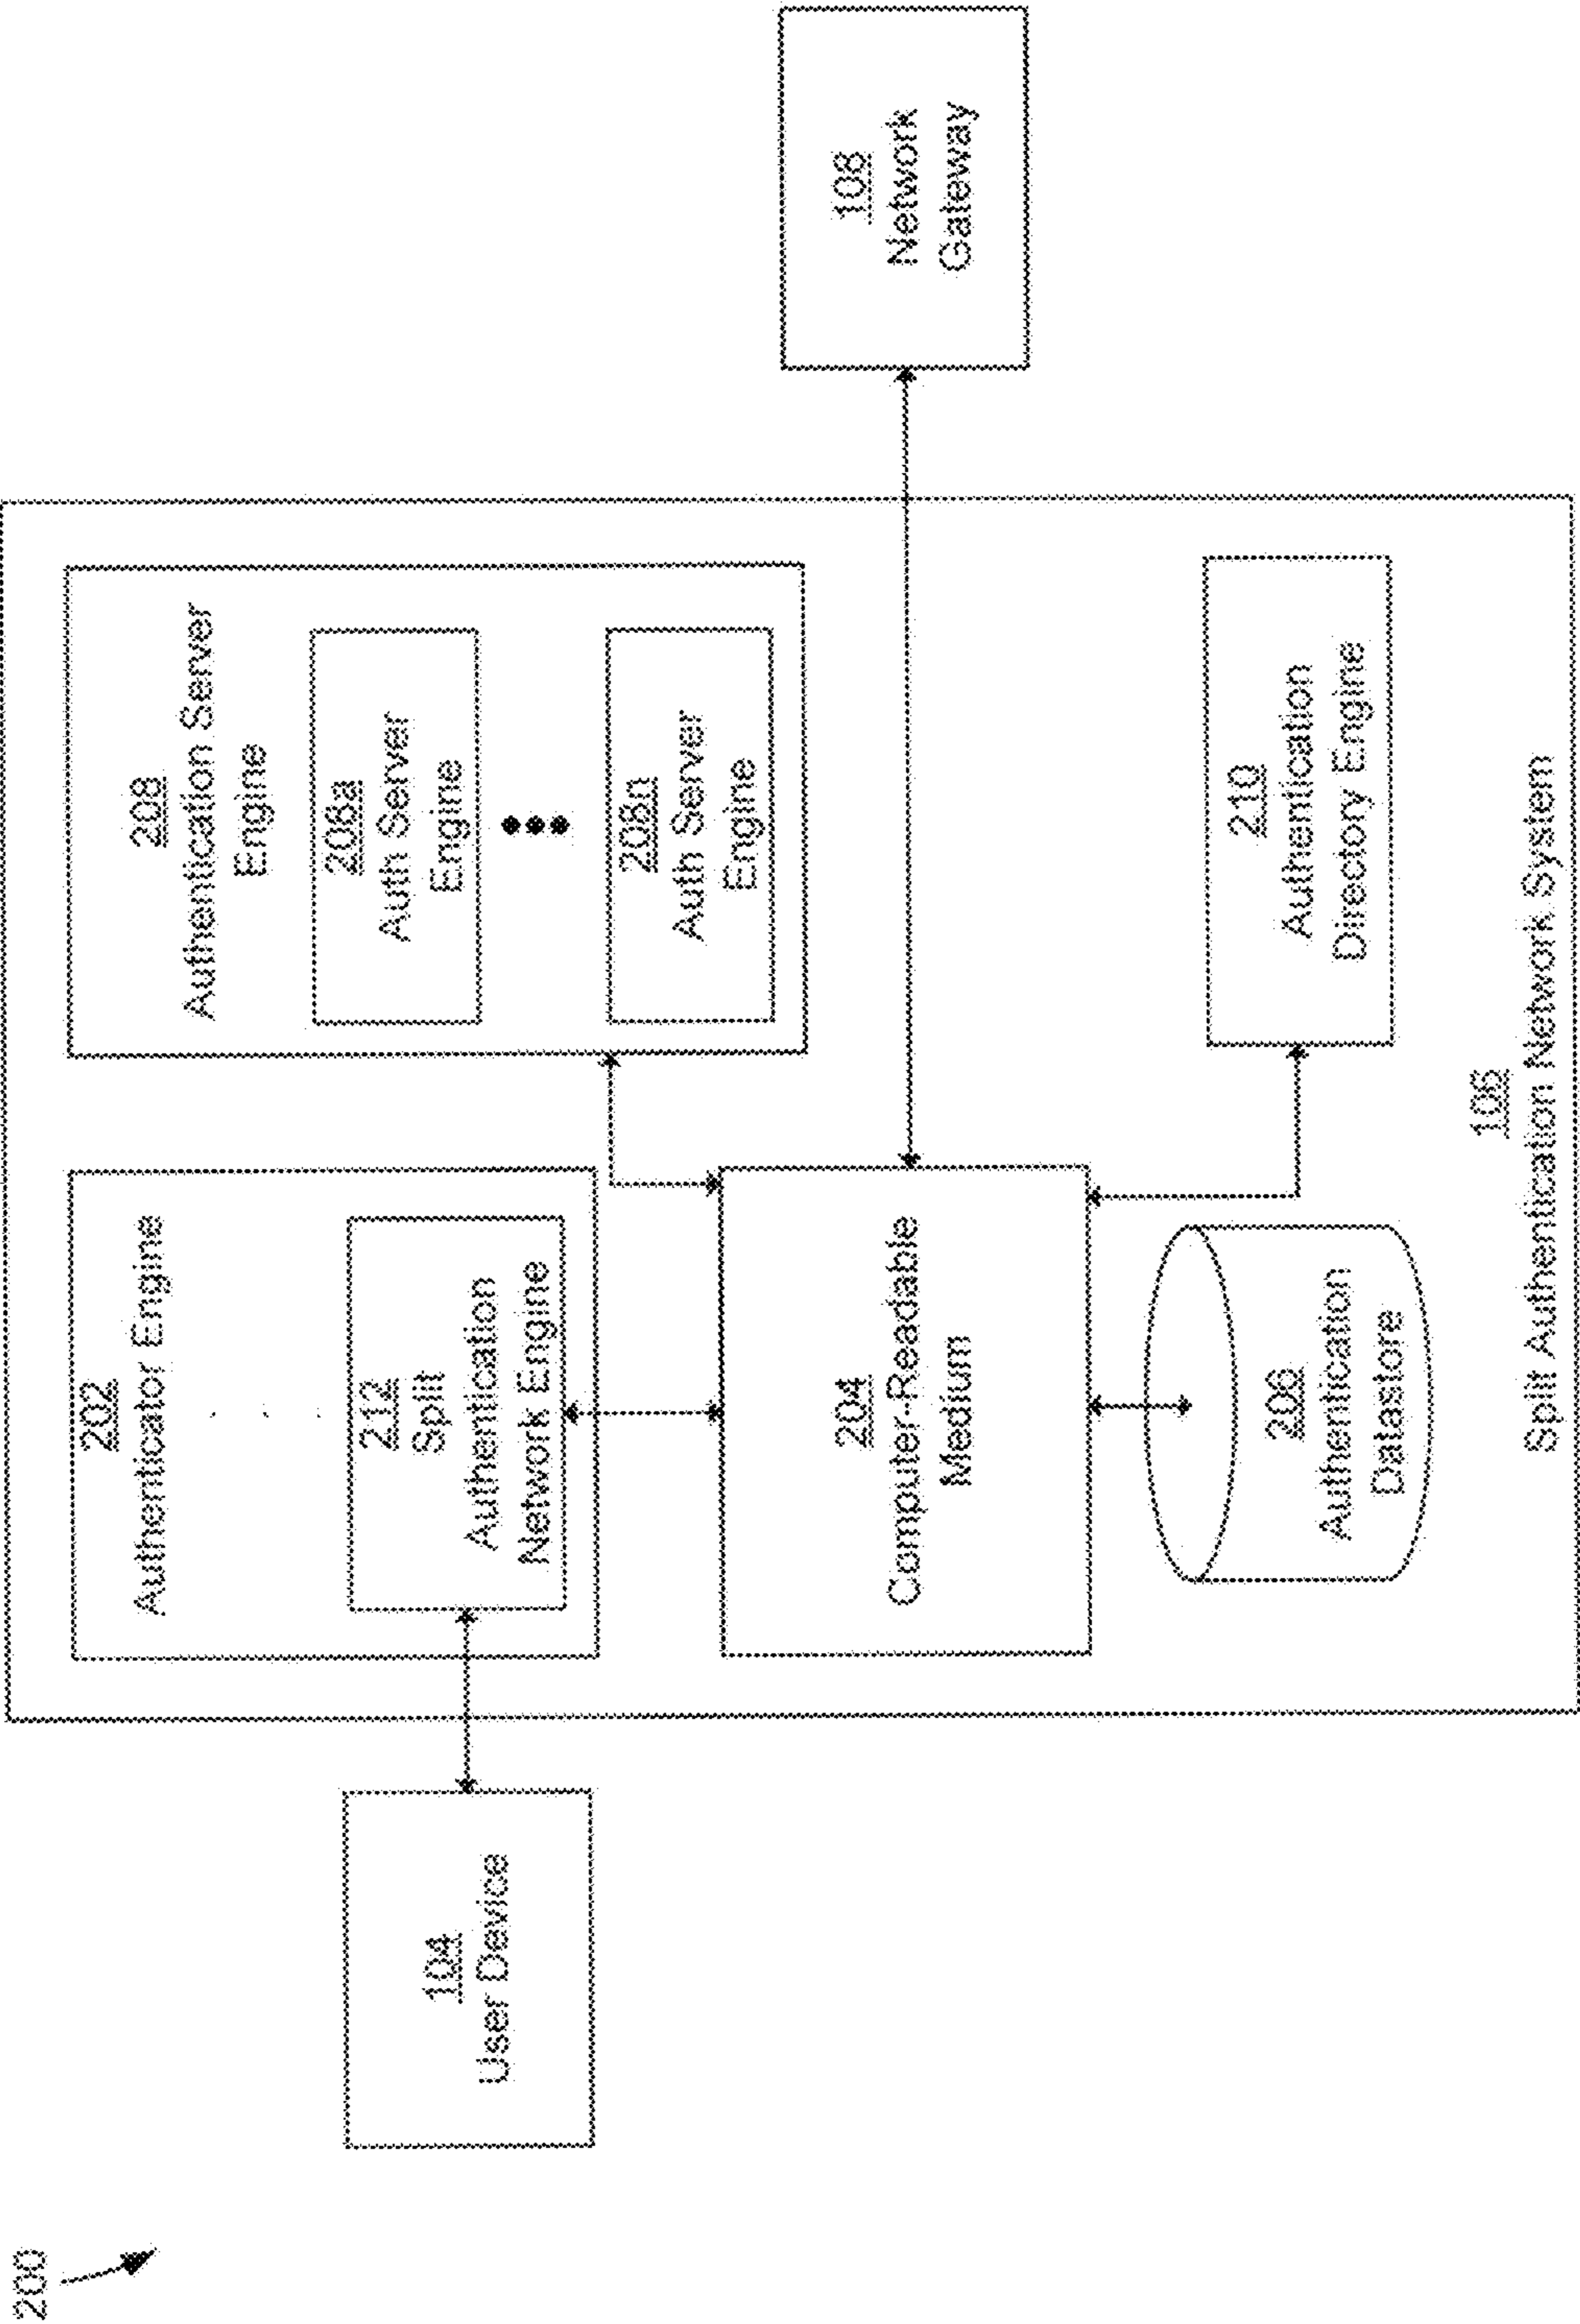 200
104
User Device
202
Authenticator Engine
212
Split
Authentication
Network Engine
208
Authentication Server
Engine
208a
Auth Server
Engine
208n
Auth Server
Engine
204
Computer-Readable
Medium
206
Authentication
Datastore
210
Authentication
Directory Engine
106
Split Authentication Network System
108
Network
Gateway